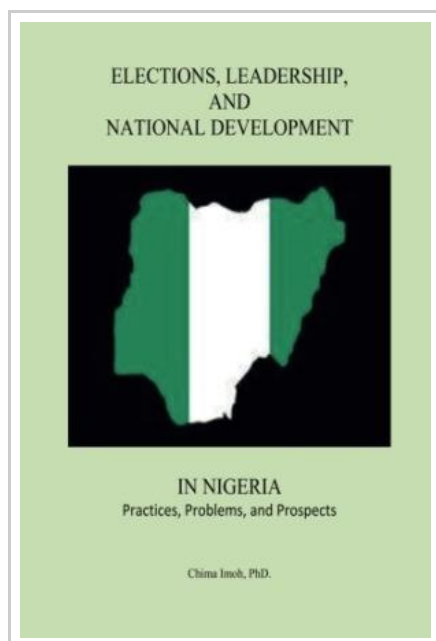 ELECTIONS, LEADERSHIP,
AND
NATIONAL DEVELOPMENT
IN NIGERIA
Practices, Problems, and Prospects
Chima Imoh, PhD.